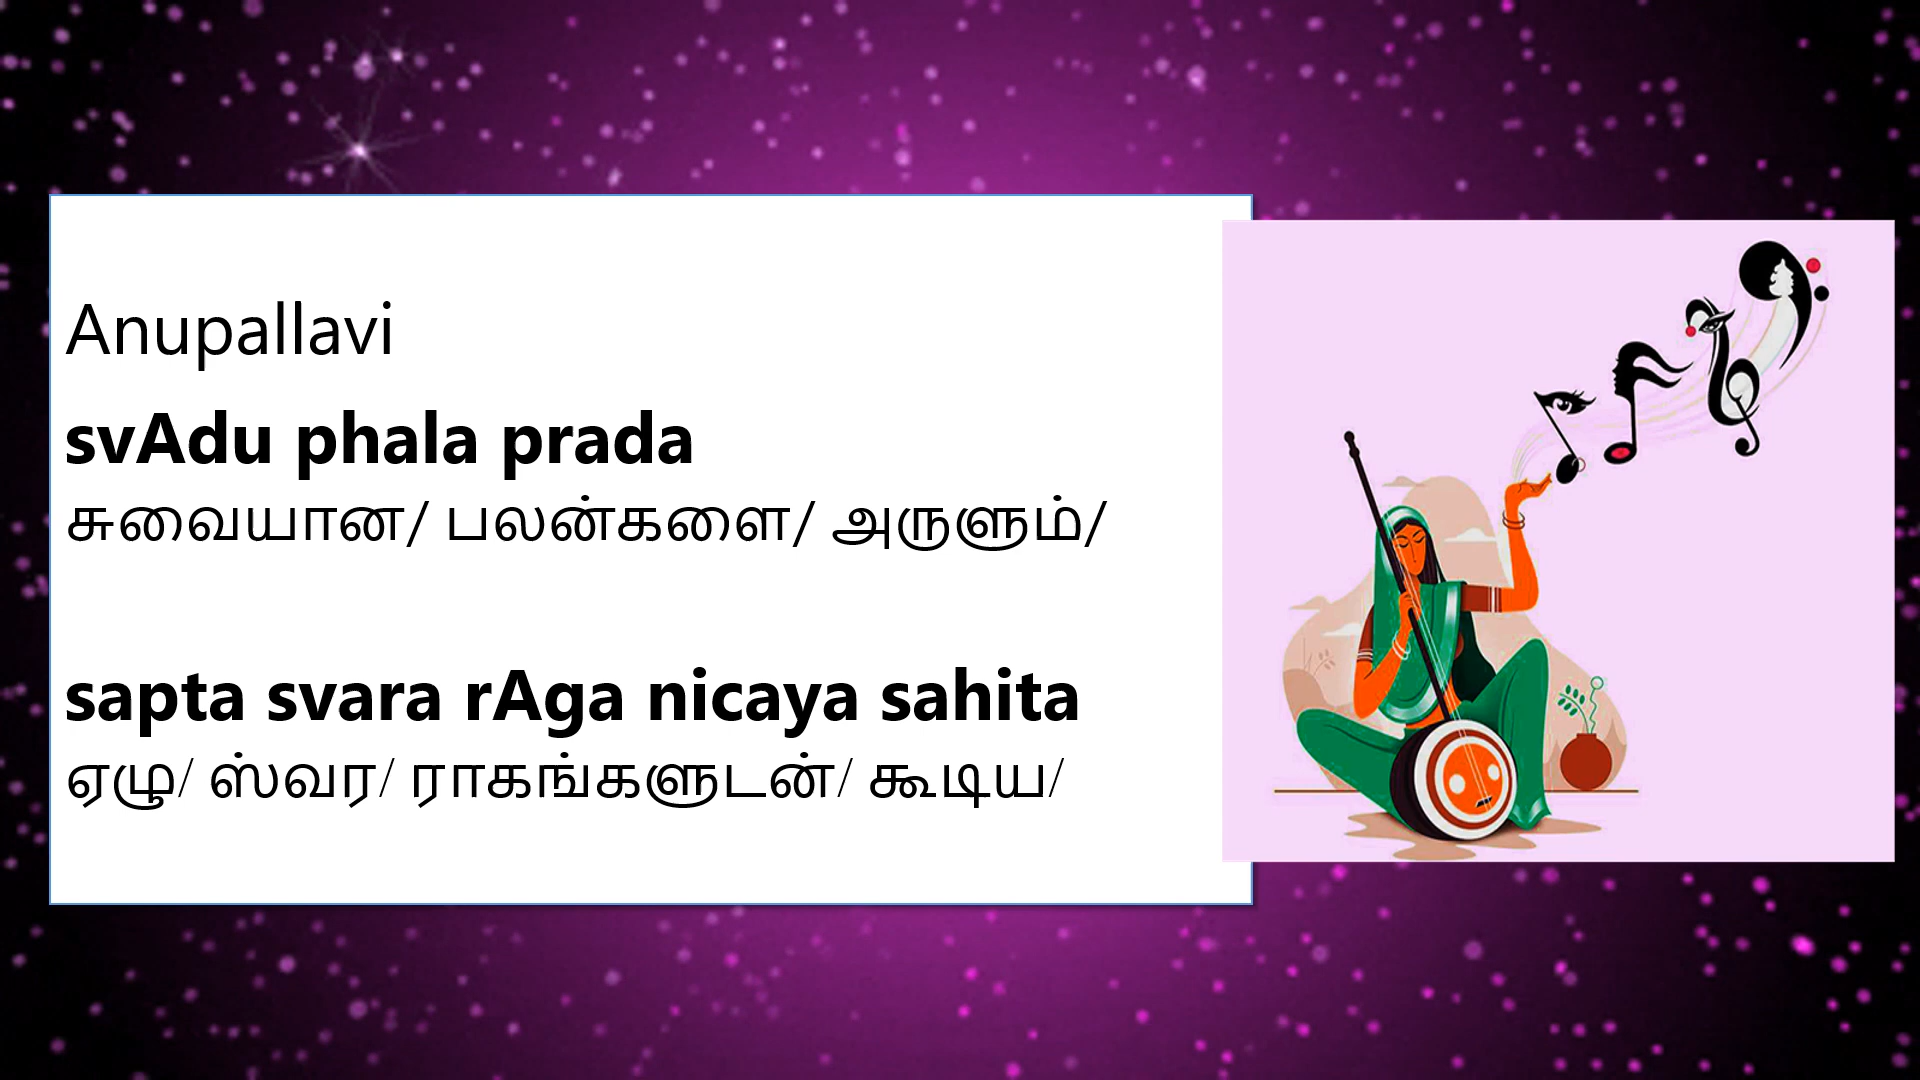 Anupallavi
svAdu phala prada
சுவையான/ பலன்களை/ அருளும்/
sapta svara rAga nicaya sahita
ஏழு/ ஸ்வர/ ராகங்களுடன்/ கூடிய/